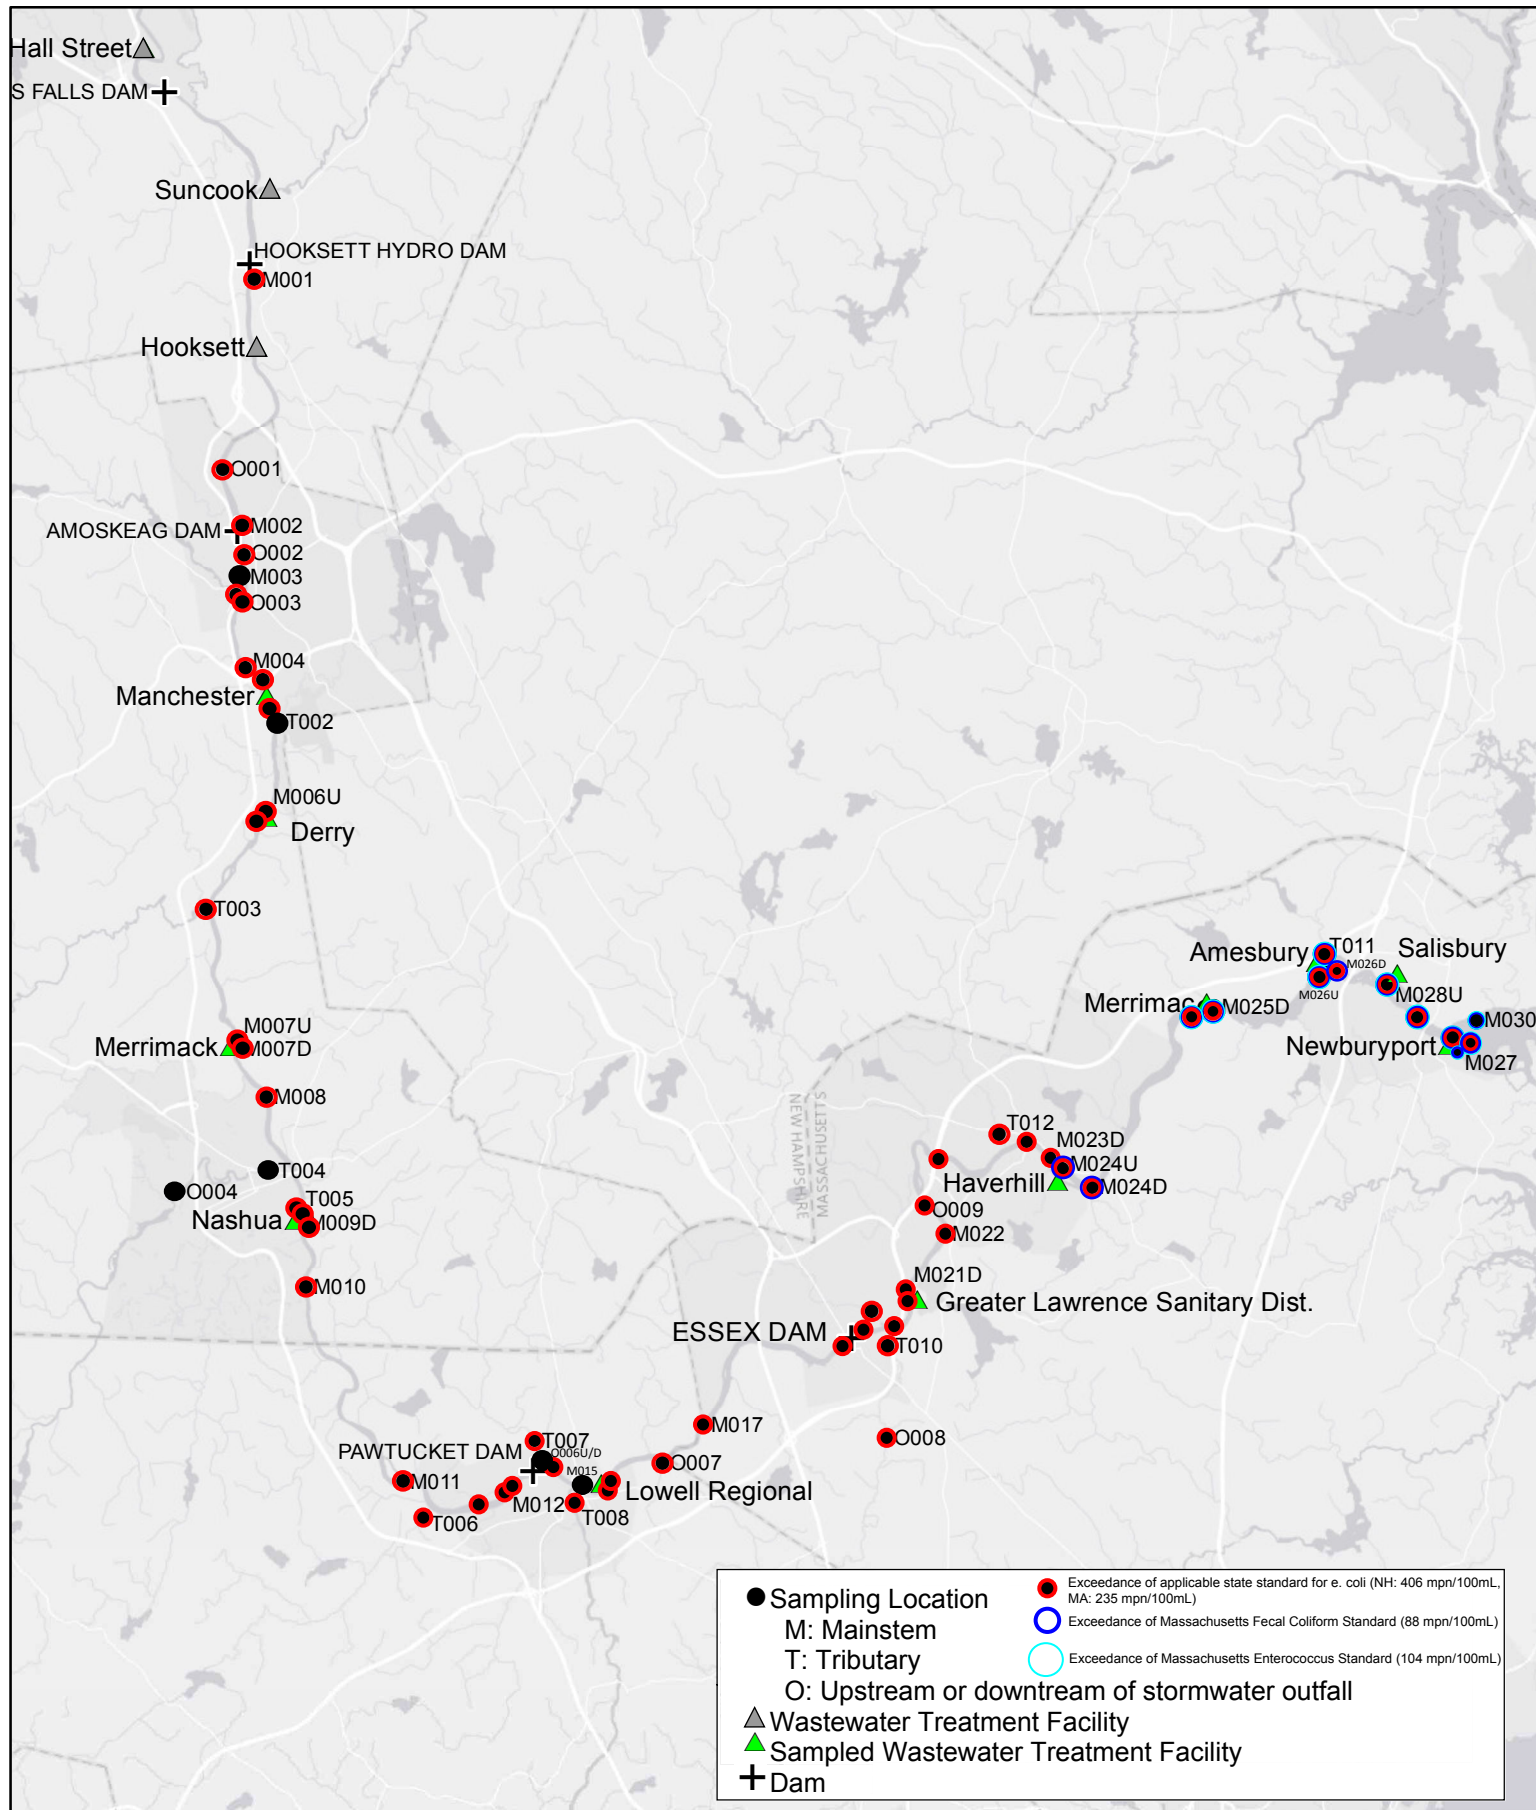 Hall Street
S FALLS DAM
Suncook
HOOKSETT HYDRO DAM
M001
Hooksett
O001
M002
AMOSKEAG DAM
O002
M003
O003
M004
Manchester
T002
M006U
Derry
T003
T011
Salisbury
Amesbury
M026D
M026U
M028U
Merrimac
M025D
M030
Newburyport
M027
M007U
Merrimack
M007D
M008
NEW HAMPSHIRE
MASSACHUSETTS
T012
M023D
M024U
Haverhill
M024D
T004
O004
T005
Nashua
M009D
O009
M022
M010
M021D
Greater Lawrence Sanitary Dist.
ESSEX DAM
T010
M017
O008
T007
PAWTUCKET DAM
O006U/D
M015
O007
M011
Lowell Regional
M012
T008
T006
Sampling Location
M: Mainstem
T: Tributary
O: Upstream or downtream of stormwater outfall
Wastewater Treatment Facility
Sampled Wastewater Treatment Facility
Dam
Exceedance of applicable state standard for e. coli (NH: 406 mpn/100mL,
MA: 235 mpn/100mL)
Exceedance of Massachusetts Fecal Coliform Standard (88 mpn/100mL)
Exceedance of Massachusetts Enterococcus Standard (104 mpn/100mL)